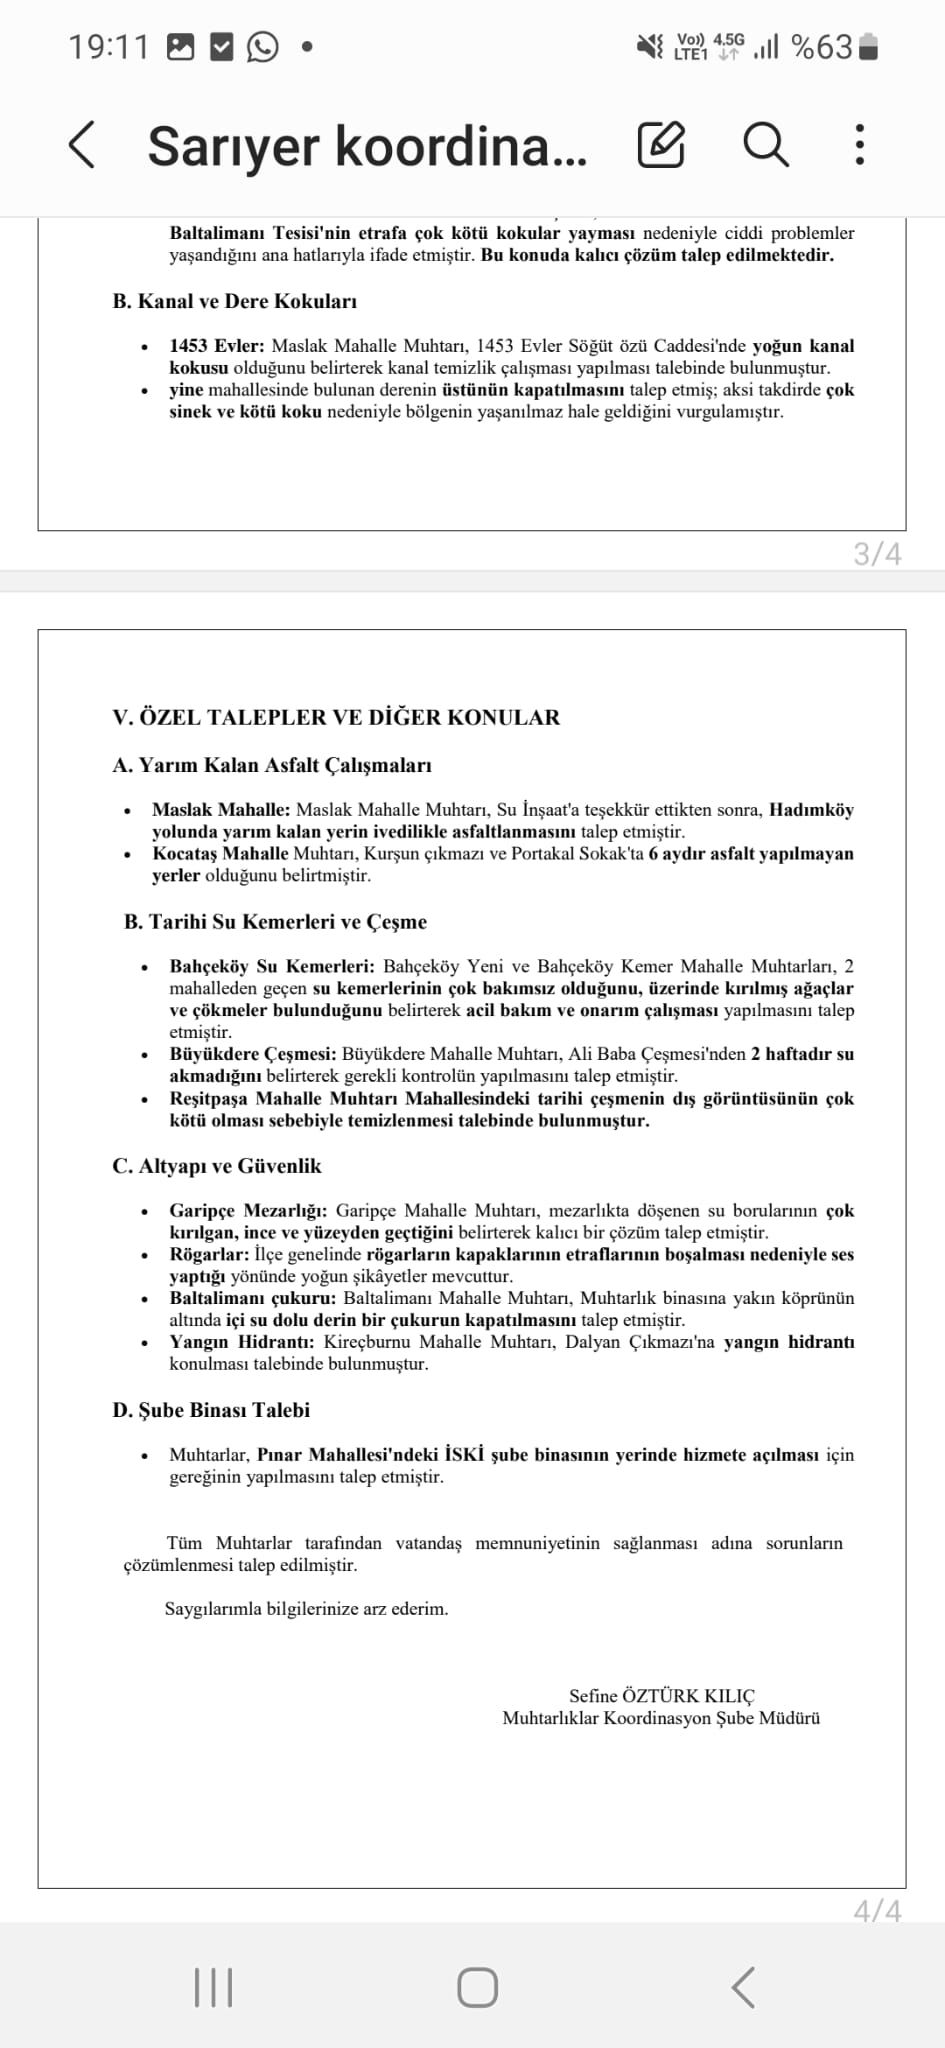 19:11
Vo)) 4.5G
LTE1
%63
Sarıyer koordina...
Baltalimanı Tesisi'nin etrafa çok kötü kokular yayması nedeniyle ciddi problemler
yaşandığını ana hatlarıyla ifade etmiştir. Bu konuda kalıcı çözüm talep edilmektedir.
B. Kanal ve Dere Kokuları
• 1453 Evler: Maslak Mahalle Muhtarı, 1453 Evler Söğüt özü Caddesi'nde yoğun kanal
kokusu olduğunu belirterek kanal temizlik çalışması yapılması talebinde bulunmuştur.
• yine mahallesinde bulunan derenin üstünün kapatılmasını talep etmiş; aksi takdirde çok
sinek ve kötü koku nedeniyle bölgenin yaşanılmaz hale geldiğini vurgulamıştır.
3/4
V. ÖZEL TALEPLER VE DİĞER KONULAR
A. Yarım Kalan Asfalt Çalışmaları
• Maslak Mahalle: Maslak Mahalle Muhtarı, Su İnşaat'a teşekkür ettikten sonra, Hadımköy
yolunda yarım kalan yerin ivedilikle asfaltlanmasını talep etmiştir.
• Kocataş Mahalle Muhtarı, Kurşun çıkmazı ve Portakal Sokak'ta 6 aydır asfalt yapılmayan
yerler olduğunu belirtmiştir.
B. Tarihi Su Kemerleri ve Çeşme
• Bahçeköy Su Kemerleri: Bahçeköy Yeni ve Bahçeköy Kemer Mahalle Muhtarları, 2
mahalleden geçen su kemerlerinin çok bakımsız olduğunu, üzerinde kırılmış ağaçlar
ve çökmeler bulunduğunu belirterek acil bakım ve onarım çalışması yapılmasını talep
etmiştir.
• Büyükdere Çeşmesi: Büyükdere Mahalle Muhtarı, Ali Baba Çeşmesi'nden 2 haftadır su
akmadığını belirterek gerekli kontrolün yapılmasını talep etmiştir.
• Reşitpaşa Mahalle Muhtarı Mahallesindeki tarihi çeşmenin dış görüntüsünün çok
kötü olması sebebiyle temizlenmesi talebinde bulunmuştur.
C. Altyapı ve Güvenlik
• Garipçe Mezarlığı: Garipçe Mahalle Muhtarı, mezarlıkta döşenen su borularının çok
kırılgan, ince ve yüzeyden geçtiğini belirterek kalıcı bir çözüm talep etmiştir.
• Rögarlar: İlçe genelinde rögarların kapaklarının etraflarının boşalması nedeniyle ses
yaptığı yönünde yoğun şikâyetler mevcuttur.
• Baltalimanı çukuru: Baltalimanı Mahalle Muhtarı, Muhtarlık binasına yakın köprünün
altında içi su dolu derin bir çukurun kapatılmasını talep etmiştir.
• Yangın Hidrantı: Kireçburnu Mahalle Muhtarı, Dalyan Çıkmazı'na yangın hidrantı
konulması talebinde bulunmuştur.
D. Şube Binası Talebi
• Muhtarlar, Pınar Mahallesi'ndeki İSKİ şube binasının yerinde hizmete açılması için
gereğinin yapılmasını talep etmiştir.
Tüm Muhtarlar tarafından vatandaş memnuniyetinin sağlanması adına sorunların
çözümlenmesi talep edilmiştir.
Saygılarımla bilgilerinize arz ederim.
Sefine ÖZTÜRK KILIÇ
Muhtarlıklar Koordinasyon Şube Müdürü
4/4